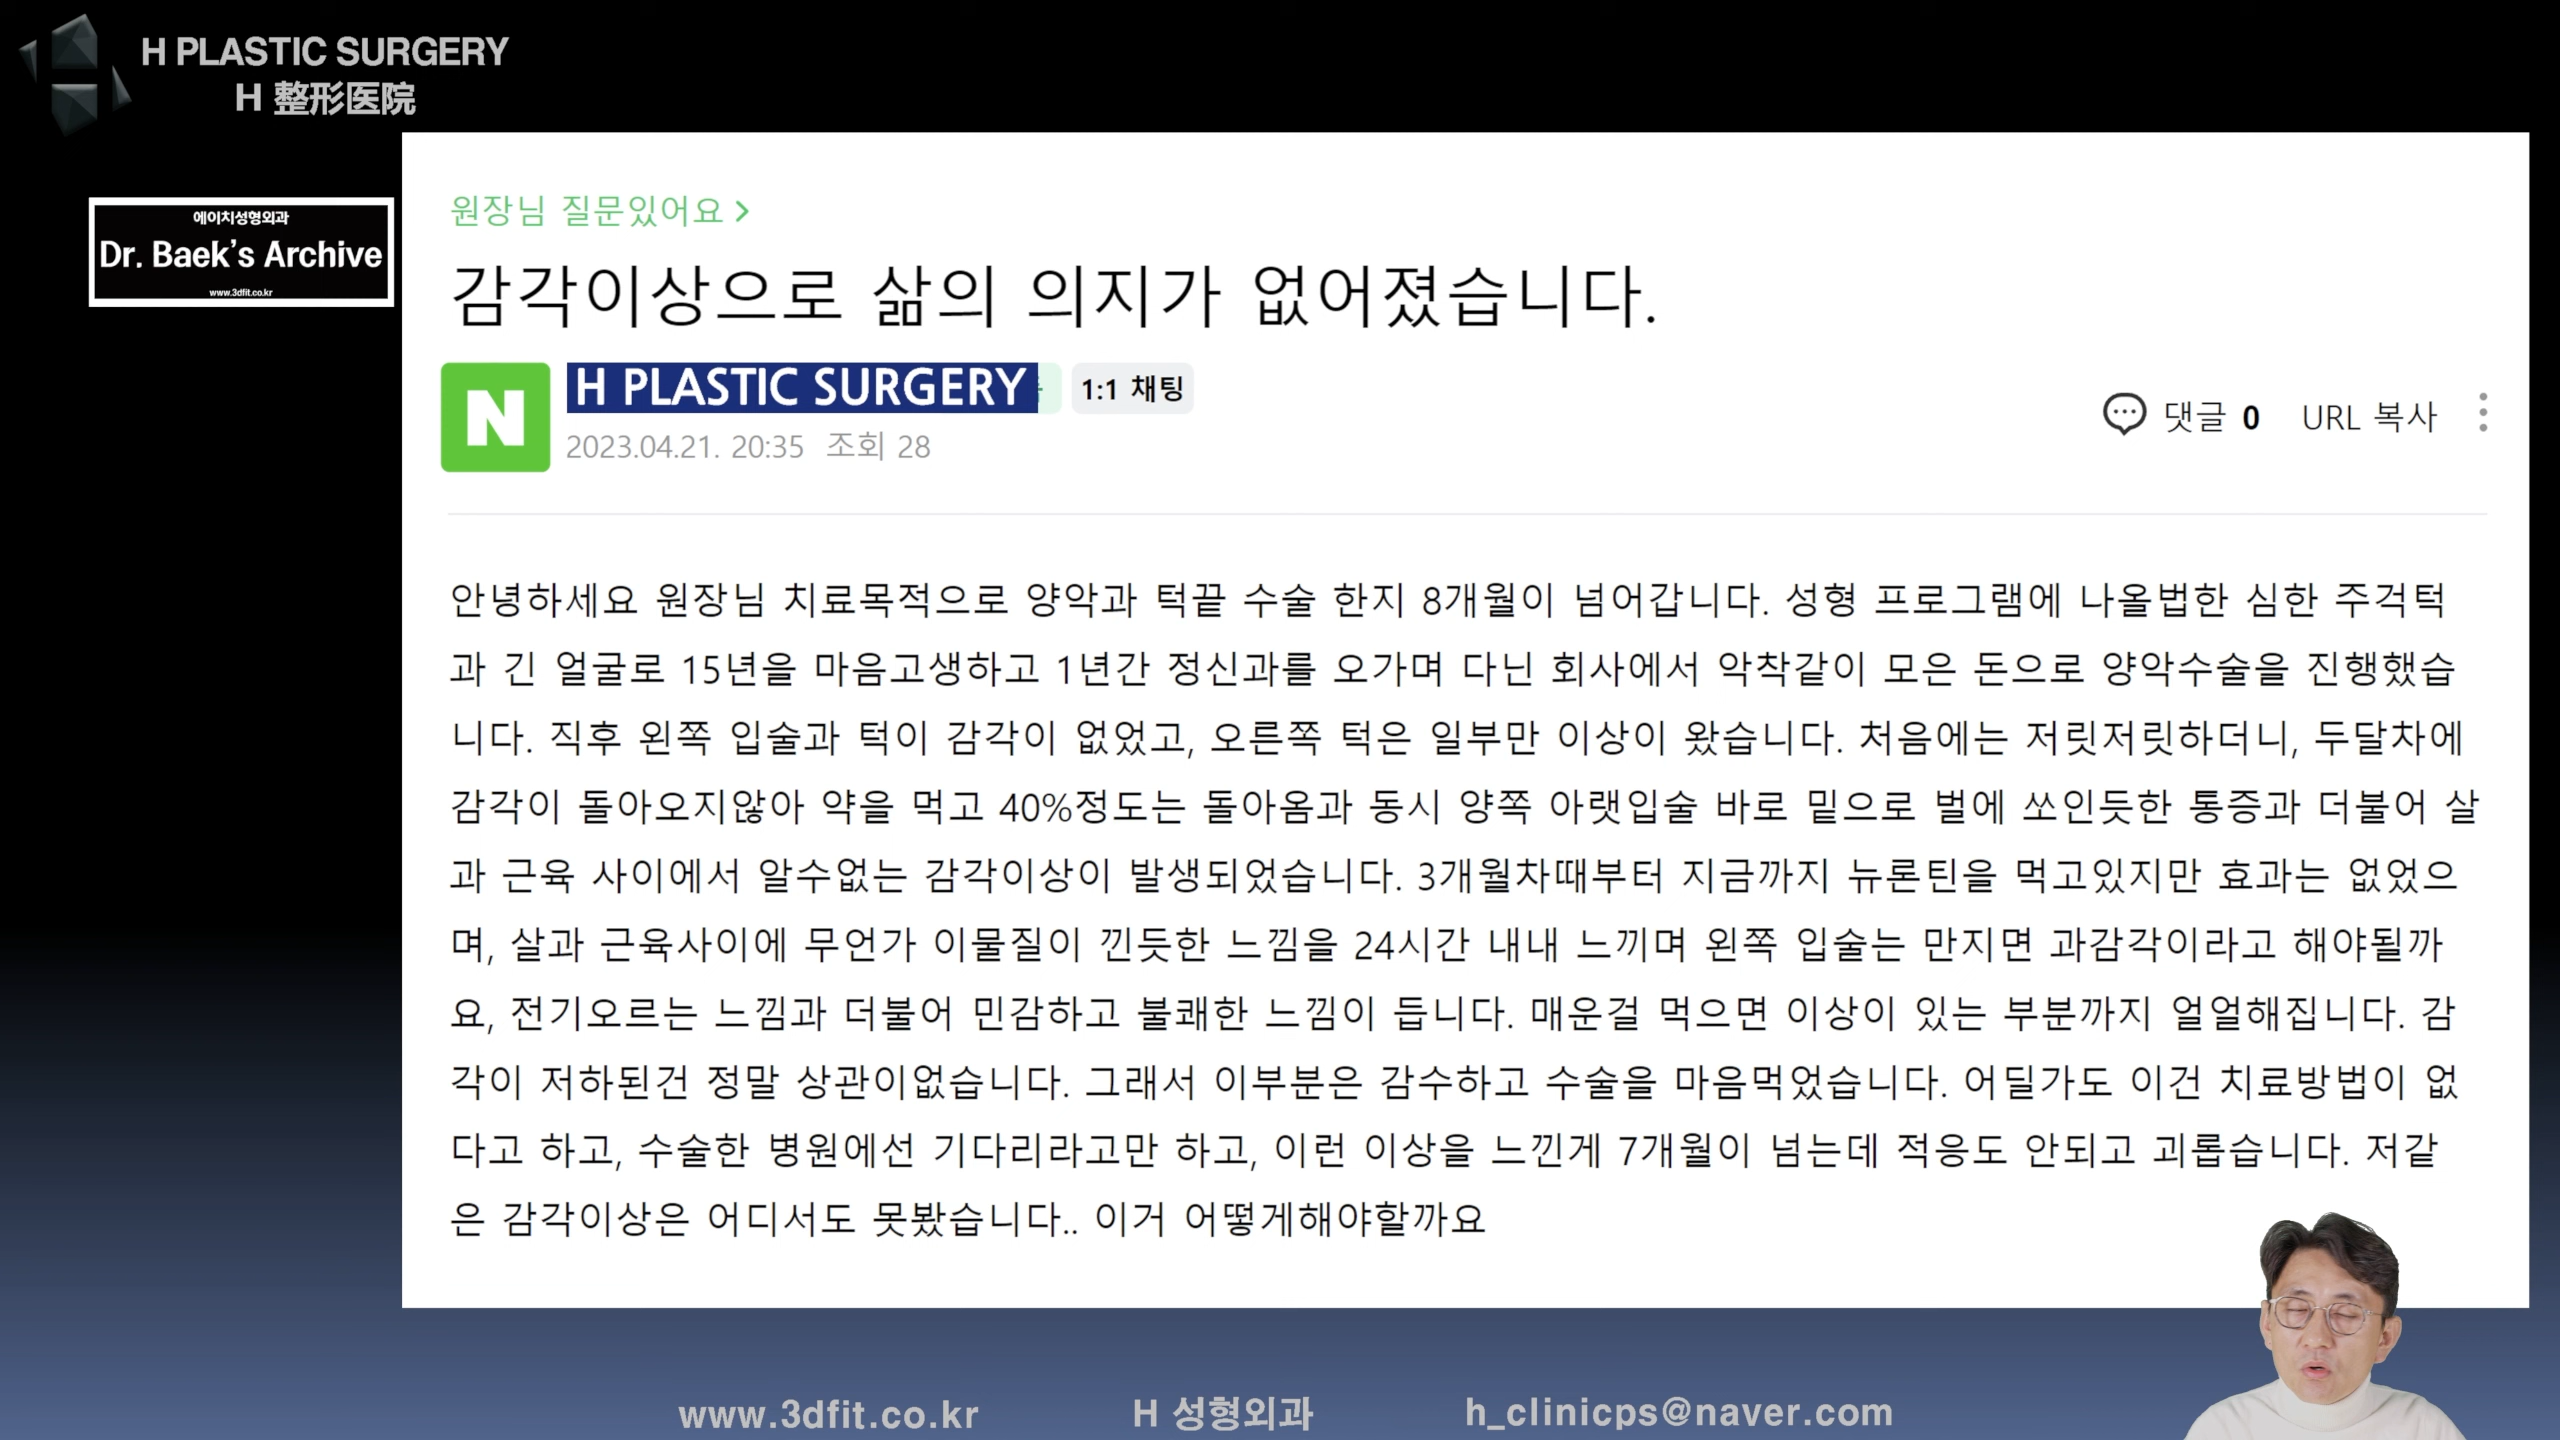 H PLASTIC SURGERY
H 整形医院
에이치성형외과
Dr. Baek's Archive
www.3dfit.co.kr
원장님 질문있어요 >
감각이상으로 삶의 의지가 없어졌습니다.
N
H PLASTIC SURGERY
1:1 채팅
2023.04.21. 20:35 조회 28
댓글 0 URL 복사
안녕하세요 원장님 치료목적으로 양악과 턱끝 수술 한지 8개월이 넘어갑니다. 성형 프로그램에 나올법한 심한 주걱턱
과 긴 얼굴로 15년을 마음고생하고 1년간 정신과를 오가며 다닌 회사에서 악착같이 모은 돈으로 양악수술을 진행했습
니다. 직후 왼쪽 입술과 턱이 감각이 없었고, 오른쪽 턱은 일부만 이상이 왔습니다. 처음에는 저릿저릿하더니, 두달차에
감각이 돌아오지않아 약을 먹고 40%정도는 돌아옴과 동시 양쪽 아랫입술 바로 밑으로 벌에 쏘인듯한 통증과 더불어 살
과 근육 사이에서 알수없는 감각이상이 발생되었습니다. 3개월차때부터 지금까지 뉴론틴을 먹고있지만 효과는 없었으
며, 살과 근육사이에 무언가 이물질이 낀듯한 느낌을 24시간 내내 느끼며 왼쪽 입술는 만지면 과감각이라고 해야될까
요, 전기오르는 느낌과 더불어 민감하고 불쾌한 느낌이 듭니다. 매운걸 먹으면 이상이 있는 부분까지 얼얼해집니다. 감
각이 저하된건 정말 상관이없습니다. 그래서 이부분은 감수하고 수술을 마음먹었습니다. 어딜가도 이건 치료방법이 없
다고 하고, 수술한 병원에선 기다리라고만 하고, 이런 이상을 느낀게 7개월이 넘는데 적응도 안되고 괴롭습니다. 저같
은 감각이상은 어디서도 못봤습니다.. 이거 어떻게해야할까요
www.3dfit.co.kr H 성형외과 h_clinicps@naver.com